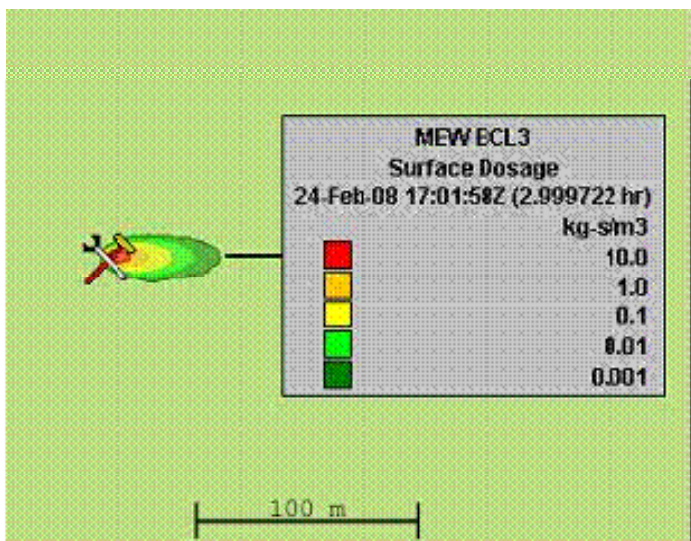 MEW BCL3
Surface Dosage
24-Feb-08 17:01:58Z (2.999722 hr)
kg-s/m3
10.0
1.0
0.1
0.01
0.001
100 m